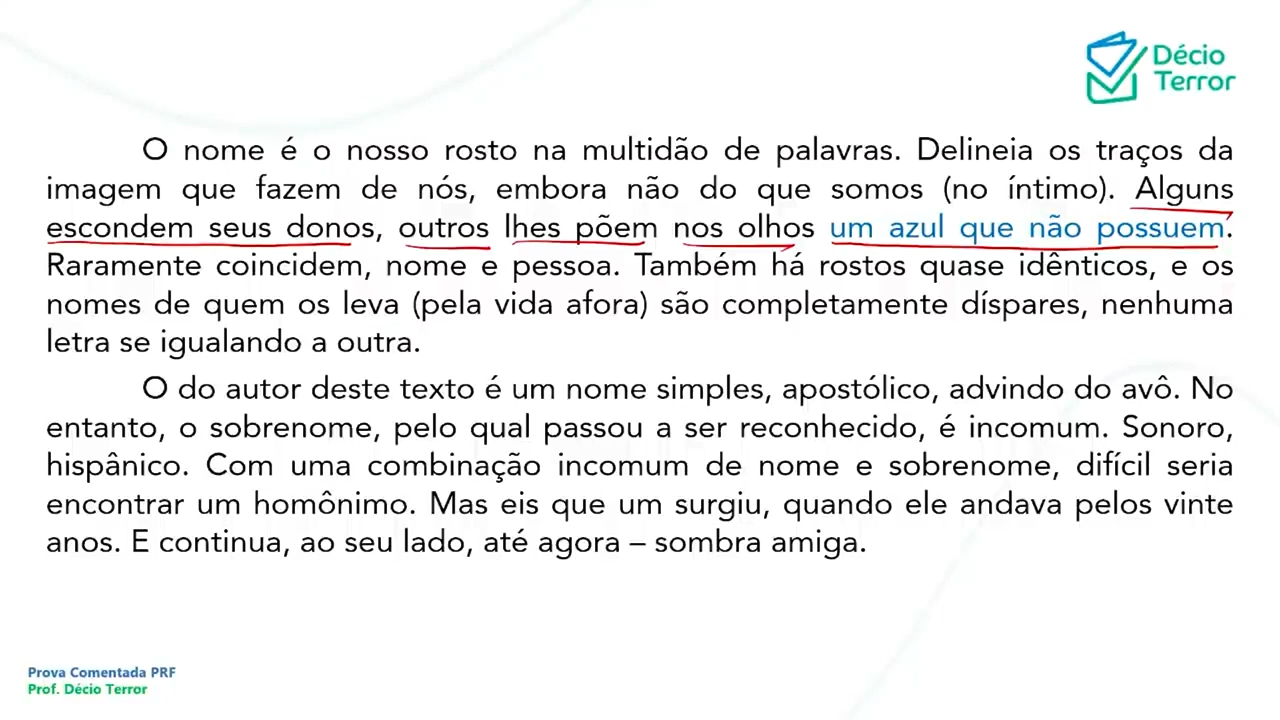 Décio
Terror
O nome é o nosso rosto na multidão de palavras. Delineia os traços da
imagem que fazem de nós, embora não do que somos (no íntimo). Alguns
escondem seus donos, outros lhes põem nos olhos um azul que não possuem.
Raramente coincidem, nome e pessoa. Também há rostos quase idênticos, e os
nomes de quem os leva (pela vida afora) são completamente díspares, nenhuma
letra se igualando a outra.
O do autor deste texto é um nome simples, apostólico, advindo do avô. No
entanto, o sobrenome, pelo qual passou a ser reconhecido, é incomum. Sonoro,
hispânico. Com uma combinação incomum de nome e sobrenome, difícil seria
encontrar um homônimo. Mas eis que um surgiu, quando ele andava pelos vinte
anos. E continua, ao seu lado, até agora – sombra amiga.
Prova Comentada PRF
Prof. Décio Terror